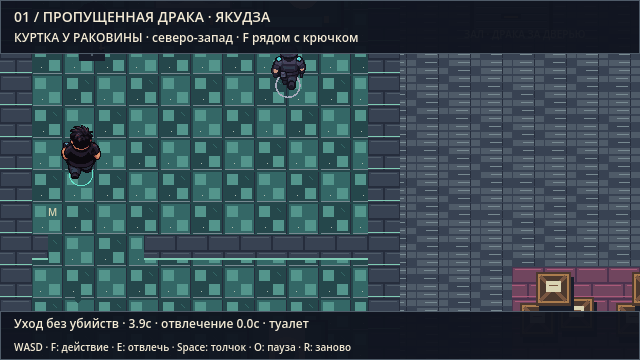 01 / ПРОПУЩЕННАЯ ДРАКА · ЯКУДЗА
КУРТКА У РАКОВИНЫ · северо-запад · F рядом с крючком
M
Уход без убийств · 3.9с · отвлечение 0.0с · туалет
WASD · F: действие · E: отвлечь · Space: толчок · O: пауза · R: заново